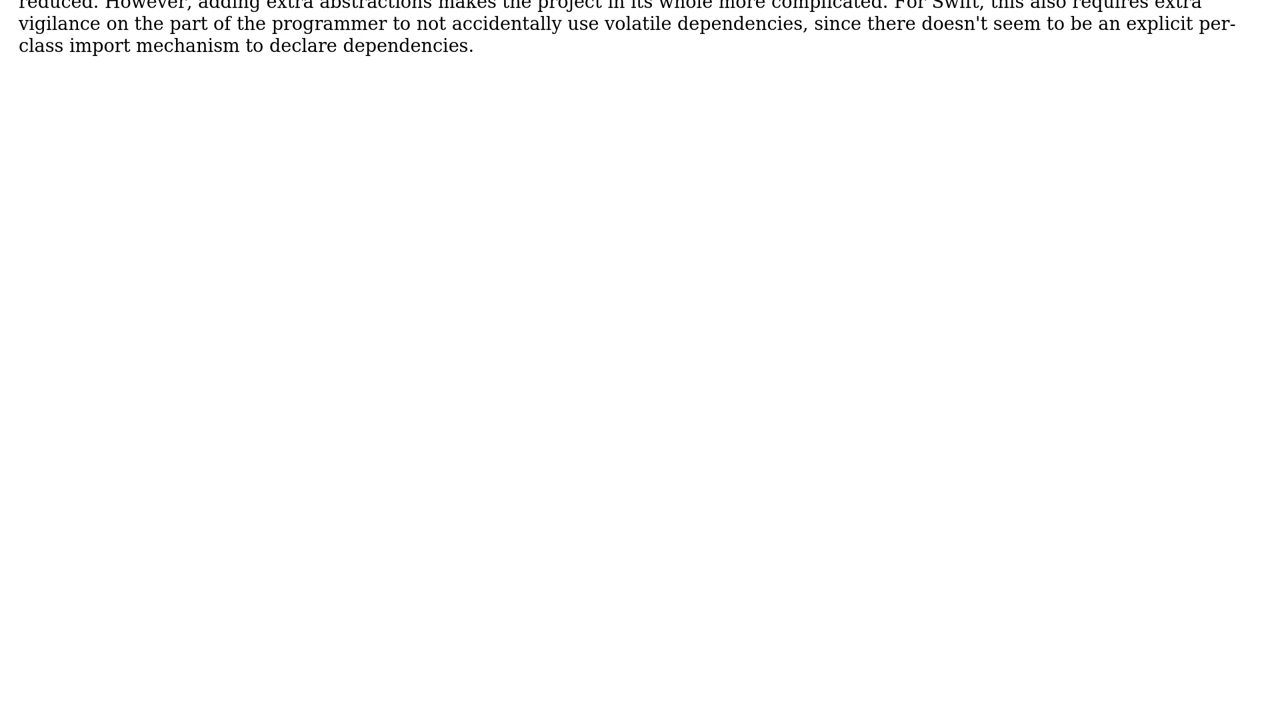 reduced. However, adding extra abstractions makes the project in its whole more complicated. For Swift, this also requires extra
vigilance on the part of the programmer to not accidentally use volatile dependencies, since there doesn't seem to be an explicit per-
class import mechanism to declare dependencies.